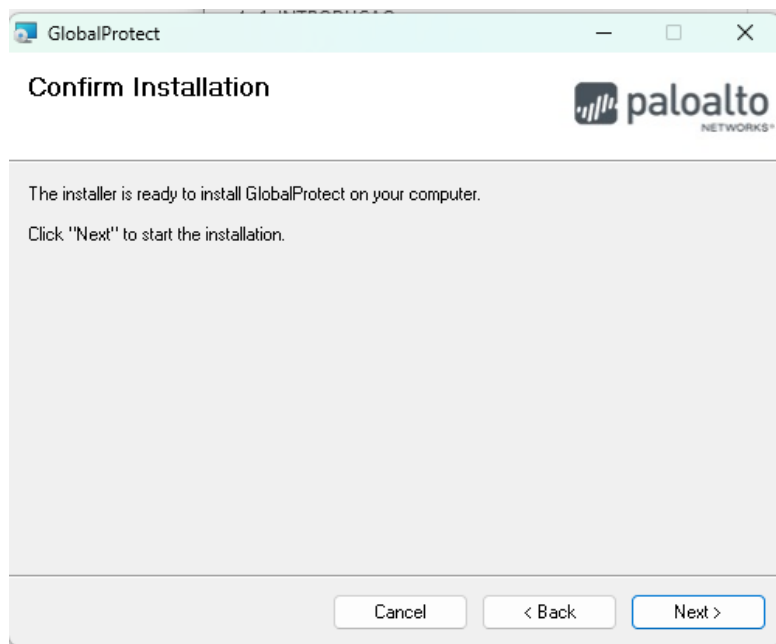 GlobalProtect
Confirm Installation
paloalto
NETWORKS
The installer is ready to install GlobalProtect on your computer.
Click "Next" to start the installation.
Cancel
< Back
Next >